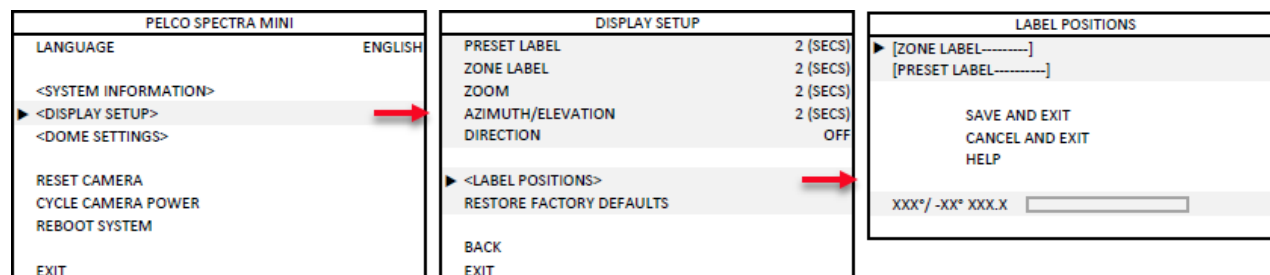 PELCO SPECTRA MINI
LANGUAGE ENGLISH
<SYSTEM INFORMATION>
<DISPLAY SETUP>
<DOME SETTINGS>
RESET CAMERA
CYCLE CAMERA POWER
REBOOT SYSTEM
EXIT
DISPLAY SETUP
PRESET LABEL 2 (SECS)
ZONE LABEL 2 (SECS)
ZOOM 2 (SECS)
AZIMUTH/ELEVATION 2 (SECS)
DIRECTION OFF
<LABEL POSITIONS>
RESTORE FACTORY DEFAULTS
BACK
EXIT
LABEL POSITIONS
[ZONE LABEL---------]
[PRESET LABEL----------]
SAVE AND EXIT
CANCEL AND EXIT
HELP
XXX°/ -XX° XXX.X